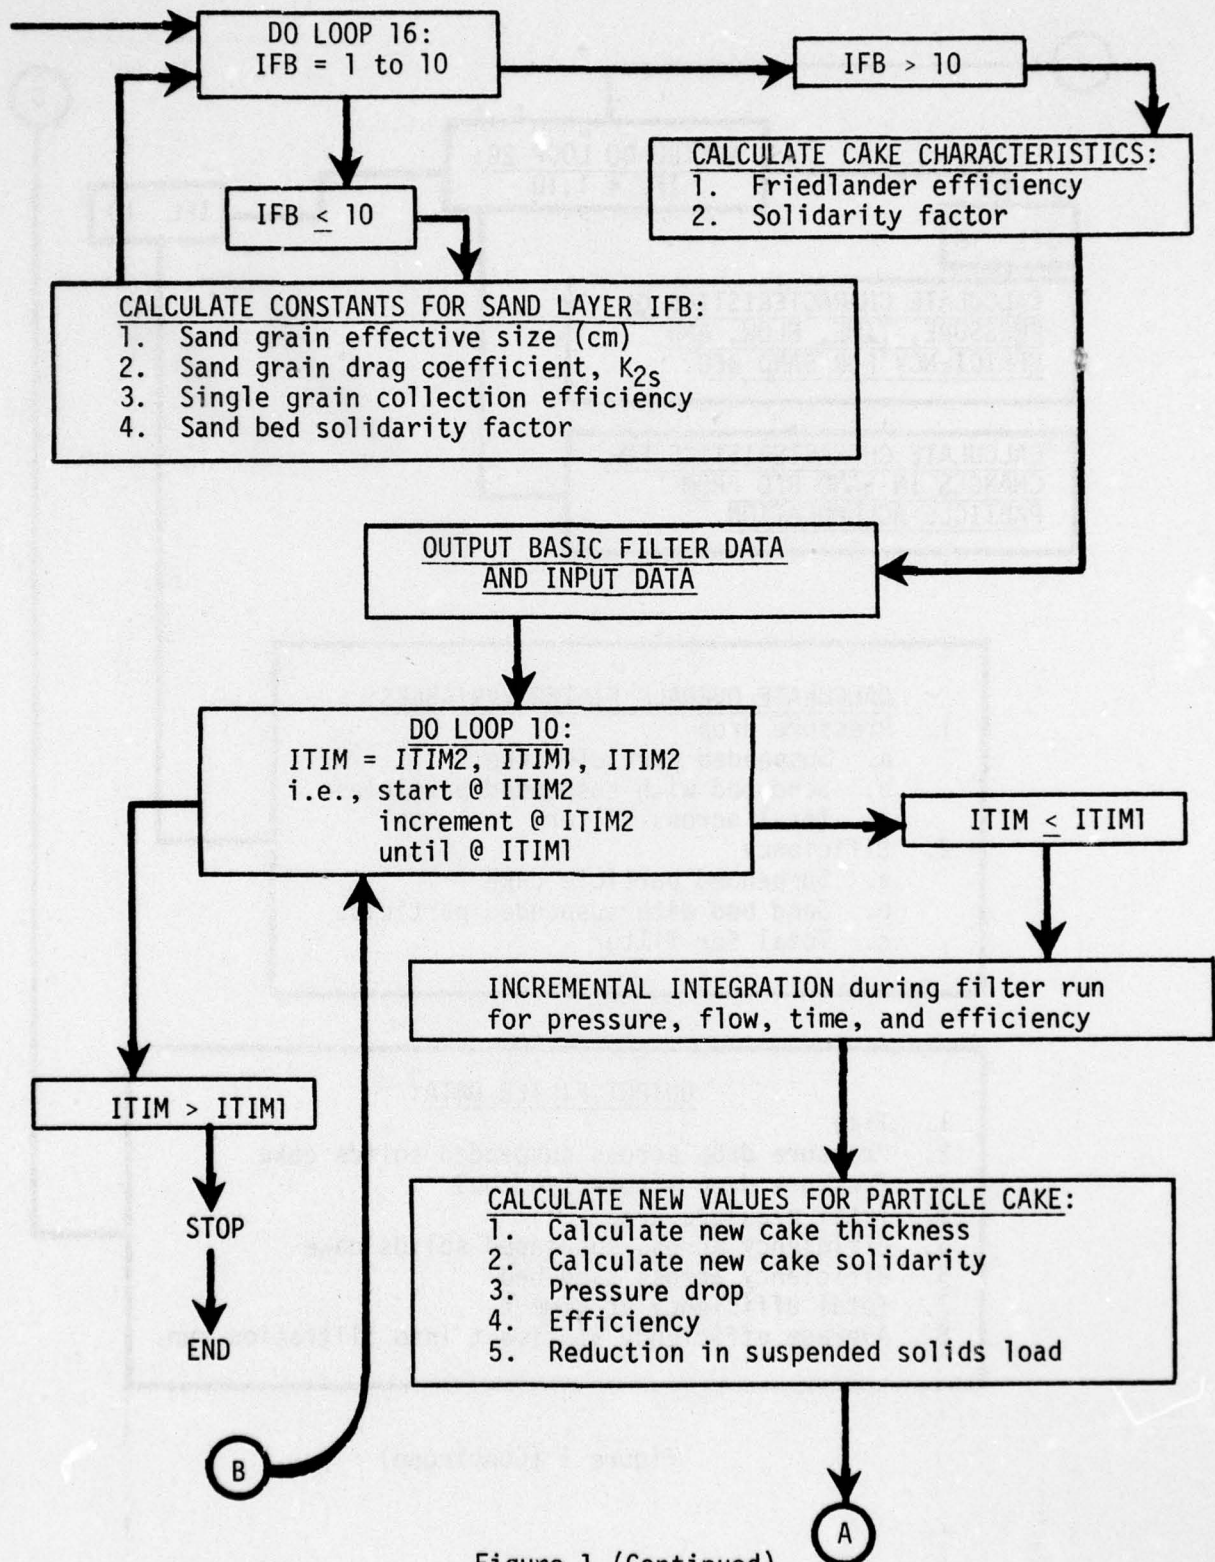 DO LOOP 16:
IFB = 1 to 10
IFB > 10
CALCULATE CAKE CHARACTERISTICS:
1. Friedlander efficiency
2. Solidarity factor
IFB ≤ 10
CALCULATE CONSTANTS FOR SAND LAYER IFB:
1. Sand grain effective size (cm)
2. Sand grain drag coefficient, K2s
3. Single grain collection efficiency
4. Sand bed solidarity factor
OUTPUT BASIC FILTER DATA
AND INPUT DATA
DO LOOP 10:
ITIM = ITIM2, ITIM1, ITIM2
i.e., start @ ITIM2
increment @ ITIM2
until @ ITIM1
ITIM ≤ ITIM1
INCREMENTAL INTEGRATION during filter run
for pressure, flow, time, and efficiency
ITIM > ITIM1
STOP
END
CALCULATE NEW VALUES FOR PARTICLE CAKE:
1. Calculate new cake thickness
2. Calculate new cake solidarity
3. Pressure drop
4. Efficiency
5. Reduction in suspended solids load
B
A
Figure 1 (Continued)